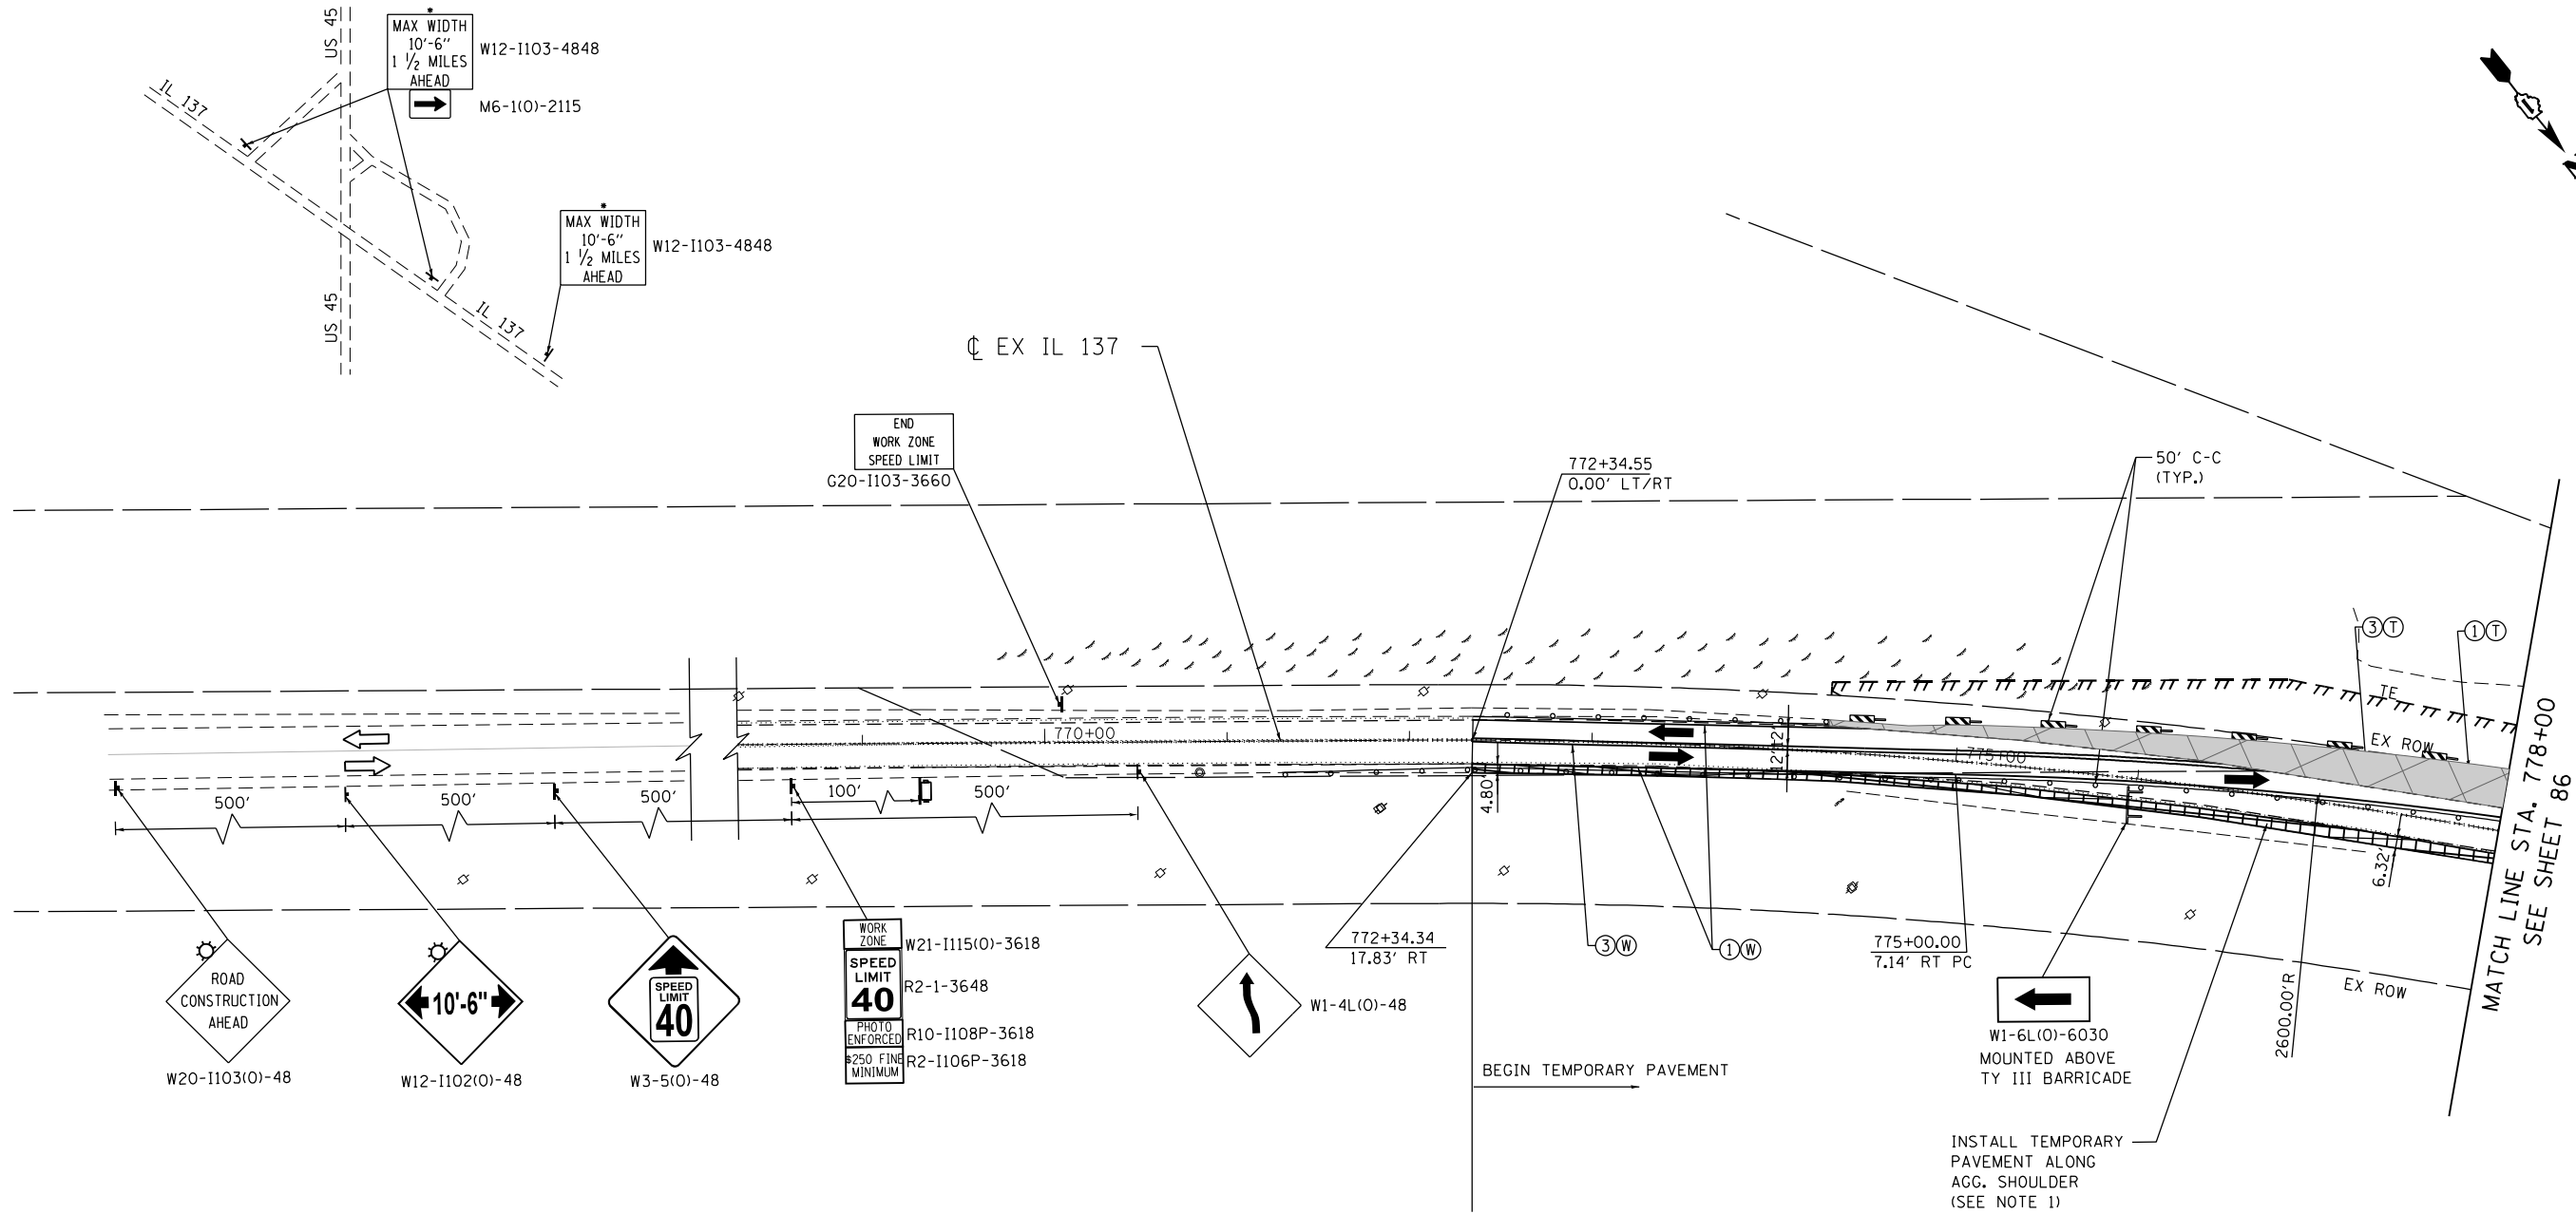 US 45
MAX WIDTH
10'-6"
1 1/2 MILES
AHEAD
W12-I103-4848
M6-1(O)-2115
IL 137
MAX WIDTH
10'-6"
1 1/2 MILES
AHEAD
W12-I103-4848
US 45
IL 137
℄ EX IL 137
END
WORK ZONE
SPEED LIMIT
G20-I103-3660
772+34.55
0.00' LT/RT
50' C-C
(TYP.)
3 T
1 T
TE
EX ROW
770+00
775+00
12'
12'
4.80'
6.32'
500'
500'
500'
100'
500'
ROAD
CONSTRUCTION
AHEAD
W20-I103(O)-48
10'-6"
W12-I102(O)-48
SPEED
LIMIT
40
W3-5(O)-48
WORK
ZONE
W21-I115(O)-3618
SPEED
LIMIT
40
R2-1-3648
PHOTO
ENFORCED
R10-I108P-3618
$250 FINE
MINIMUM
R2-I106P-3618
W1-4L(O)-48
772+34.34
17.83' RT
3 W
1 W
775+00.00
7.14' RT PC
W1-6L(O)-6030
MOUNTED ABOVE
TY III BARRICADE
2600.00'R
EX ROW
MATCH LINE STA. 778+00
SEE SHEET 86
BEGIN TEMPORARY PAVEMENT
INSTALL TEMPORARY
PAVEMENT ALONG
AGG. SHOULDER
(SEE NOTE 1)